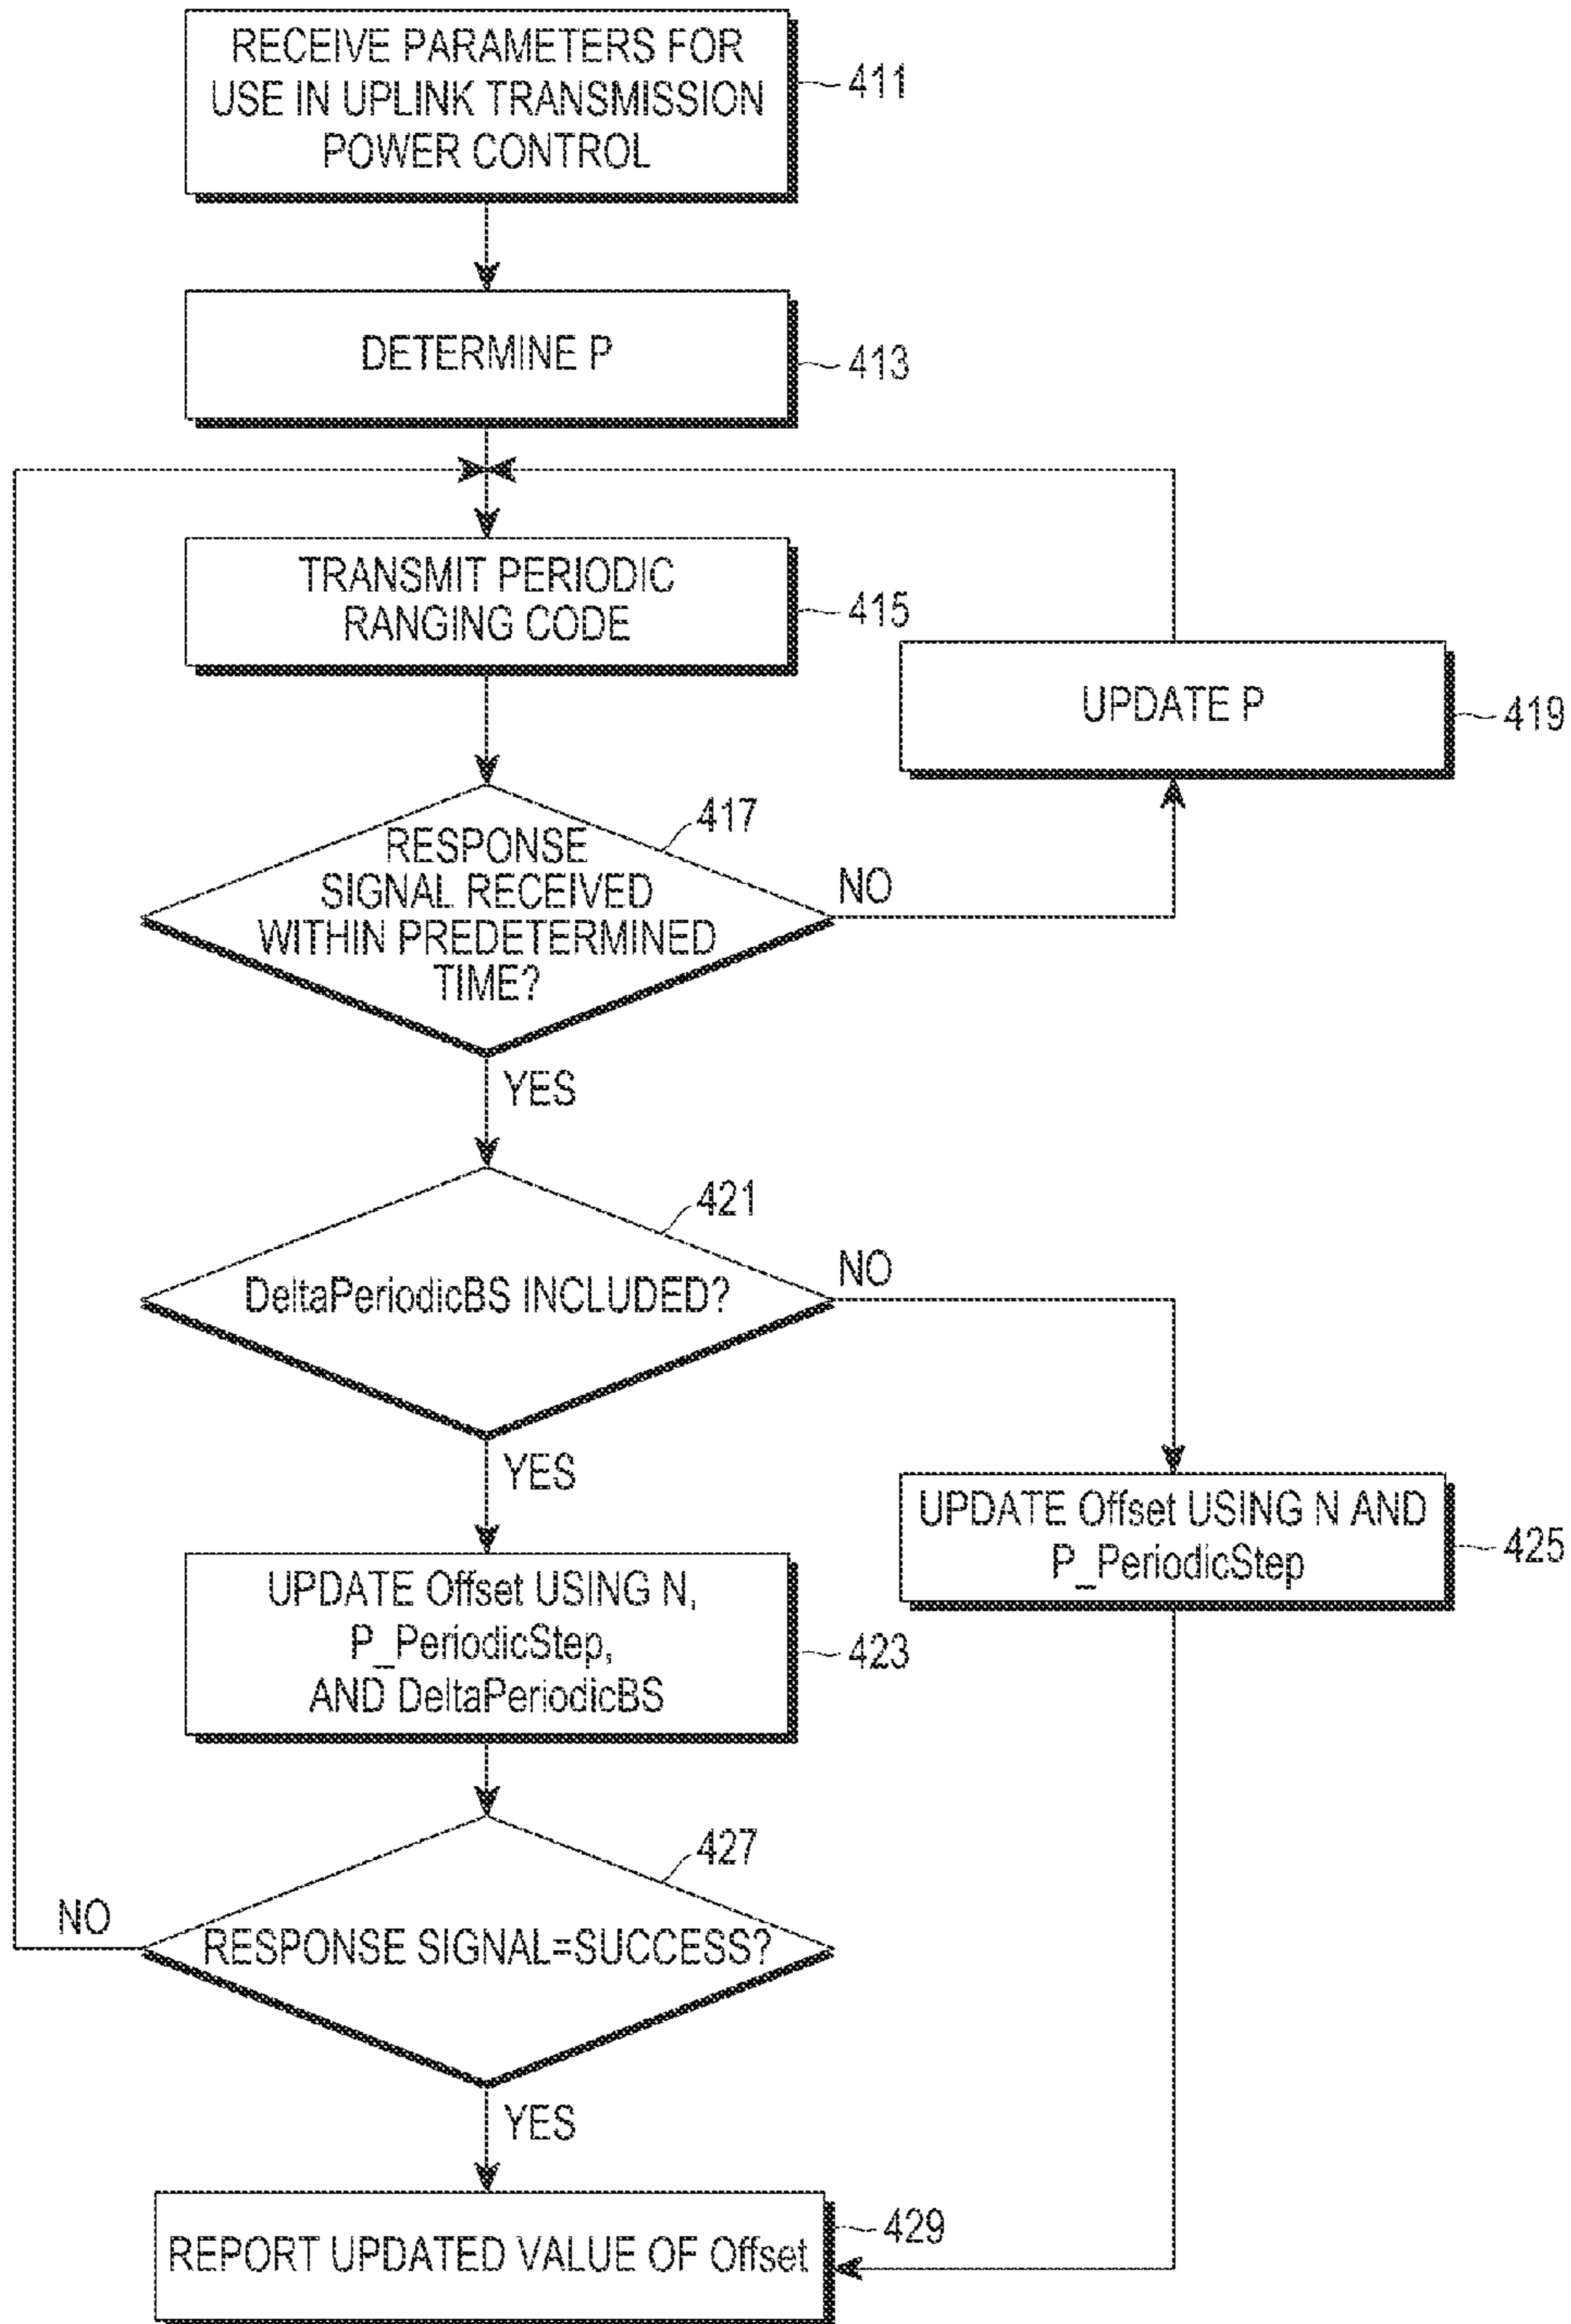 RECEIVE PARAMETERS FOR
USE IN UPLINK TRANSMISSION
POWER CONTROL
411
DETERMINE P
413
TRANSMIT PERIODIC
RANGING CODE
415
UPDATE P
419
417
RESPONSE
SIGNAL RECEIVED
WITHIN PREDETERMINED
TIME?
NO
YES
421
DeltaPeriodicBS INCLUDED?
NO
YES
UPDATE Offset USING N AND
P_PeriodicStep
425
UPDATE Offset USING N,
P_PeriodicStep,
AND DeltaPeriodicBS
423
427
NO
RESPONSE SIGNAL=SUCCESS?
YES
REPORT UPDATED VALUE OF Offset
429